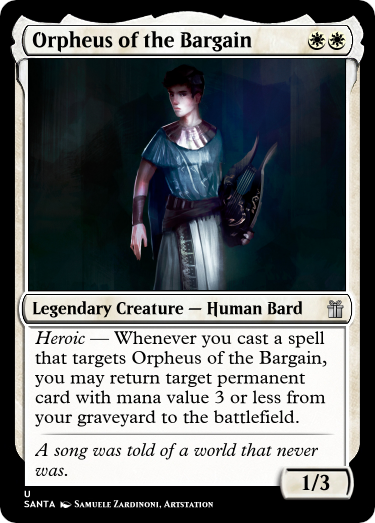 Orpheus of the Bargain
Legendary Creature — Human Bard
Heroic — Whenever you cast a spell
that targets Orpheus of the Bargain,
you may return target permanent
card with mana value 3 or less from
your graveyard to the battlefield.
A song was told of a world that never
was.
1/3
U
SANTA Samuele Zardinoni, Artstation